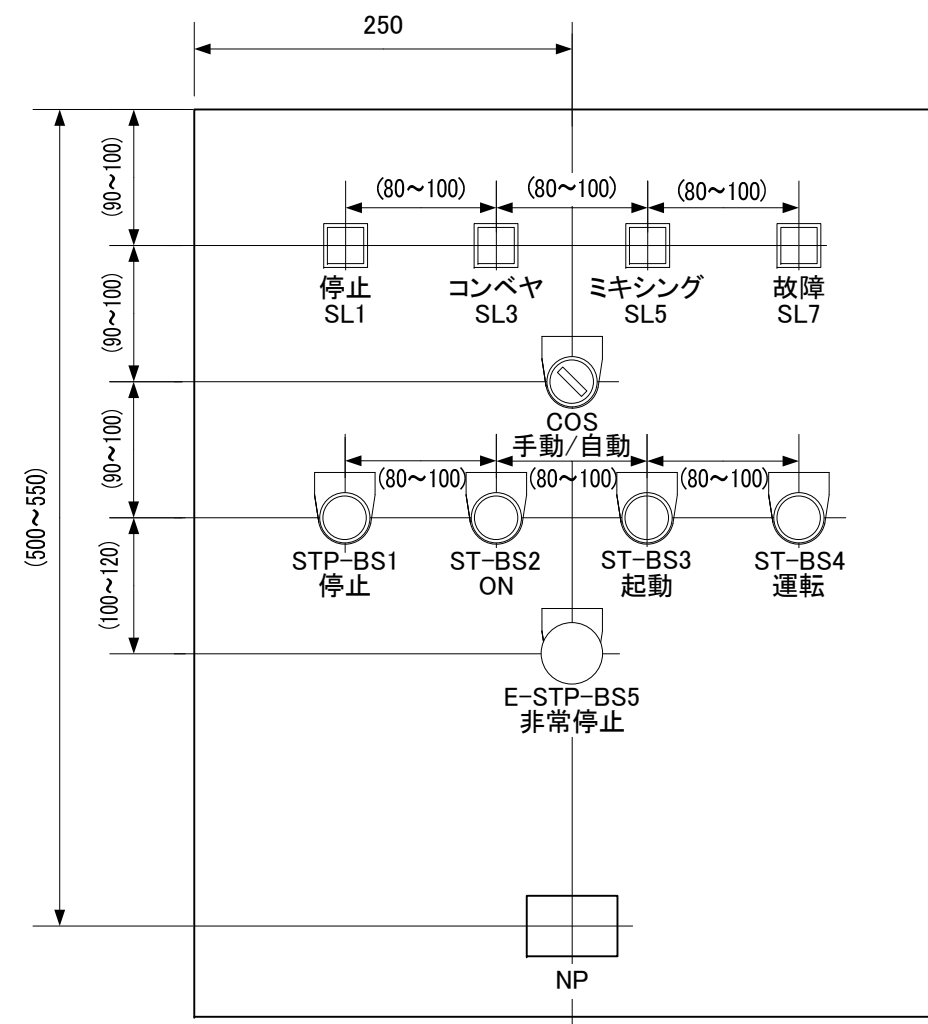 250
(90～100)
(80～100)
(80～100)
(80～100)
停止
SL1
コンベヤ
SL3
ミキシング
SL5
故障
SL7
(90～100)
COS
手動/自動
(90～100)
(80～100)
(80～100)
(80～100)
STP-BS1
停止
ST-BS2
ON
ST-BS3
起動
ST-BS4
運転
(500～550)
(100～120)
E-STP-BS5
非常停止
NP